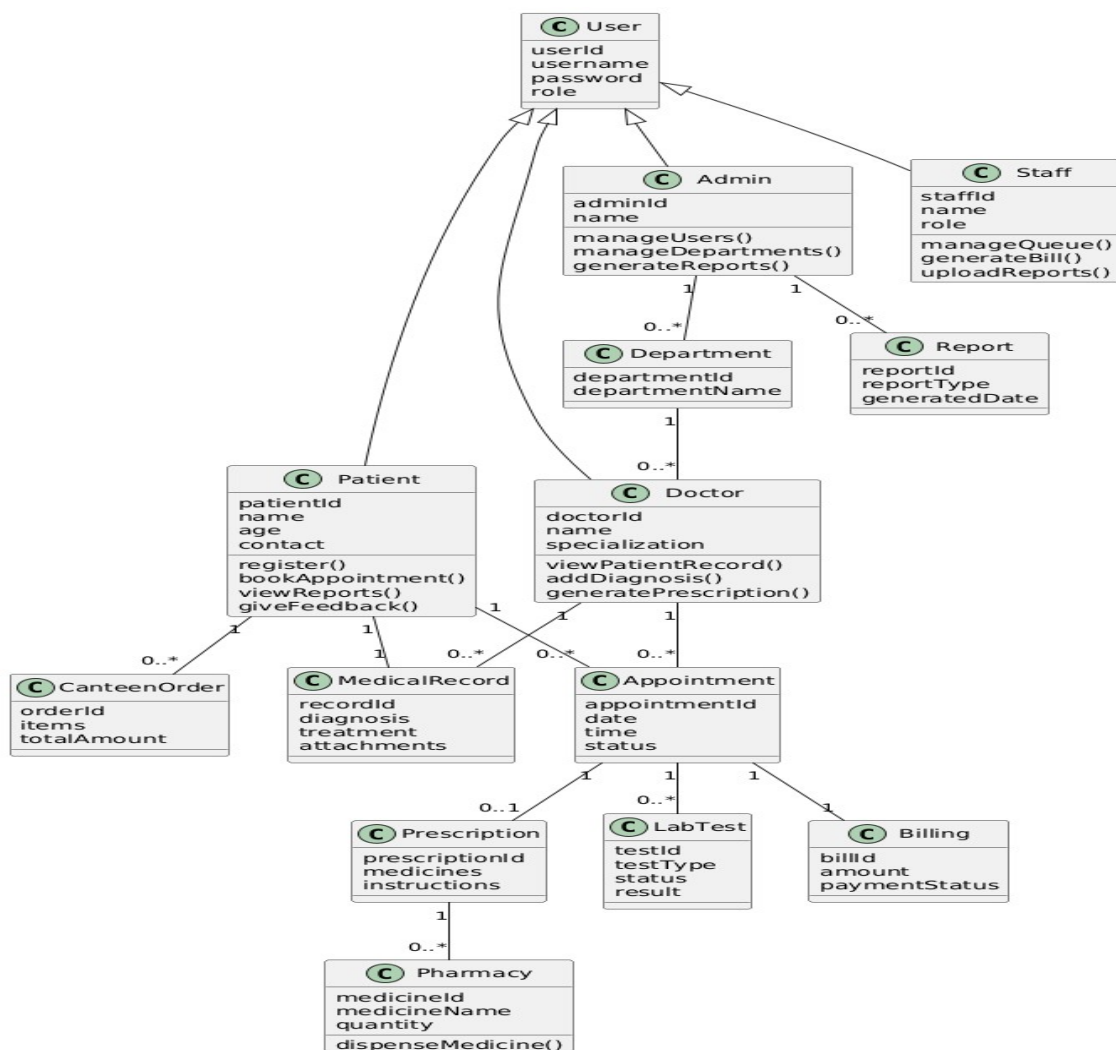 C User
userId
username
password
role
C Admin
adminId
name
manageUsers()
manageDepartments()
generateReports()
C Staff
staffId
name
role
manageQueue()
generateBill()
uploadReports()
1
0..*
1
0..*
C Department
departmentId
departmentName
C Report
reportId
reportType
generatedDate
1
0..*
C Patient
patientId
name
age
contact
register()
bookAppointment()
viewReports()
giveFeedback()
C Doctor
doctorId
name
specialization
viewPatientRecord()
addDiagnosis()
generatePrescription()
1
0..*
1
1
1
0..*
1
0..*
1
0..*
C CanteenOrder
orderId
items
totalAmount
C MedicalRecord
recordId
diagnosis
treatment
attachments
C Appointment
appointmentId
date
time
status
1
0..1
1
0..*
1
1
C Prescription
prescriptionId
medicines
instructions
C LabTest
testId
testType
status
result
C Billing
billId
amount
paymentStatus
1
0..*
C Pharmacy
medicineId
medicineName
quantity
dispenseMedicine()